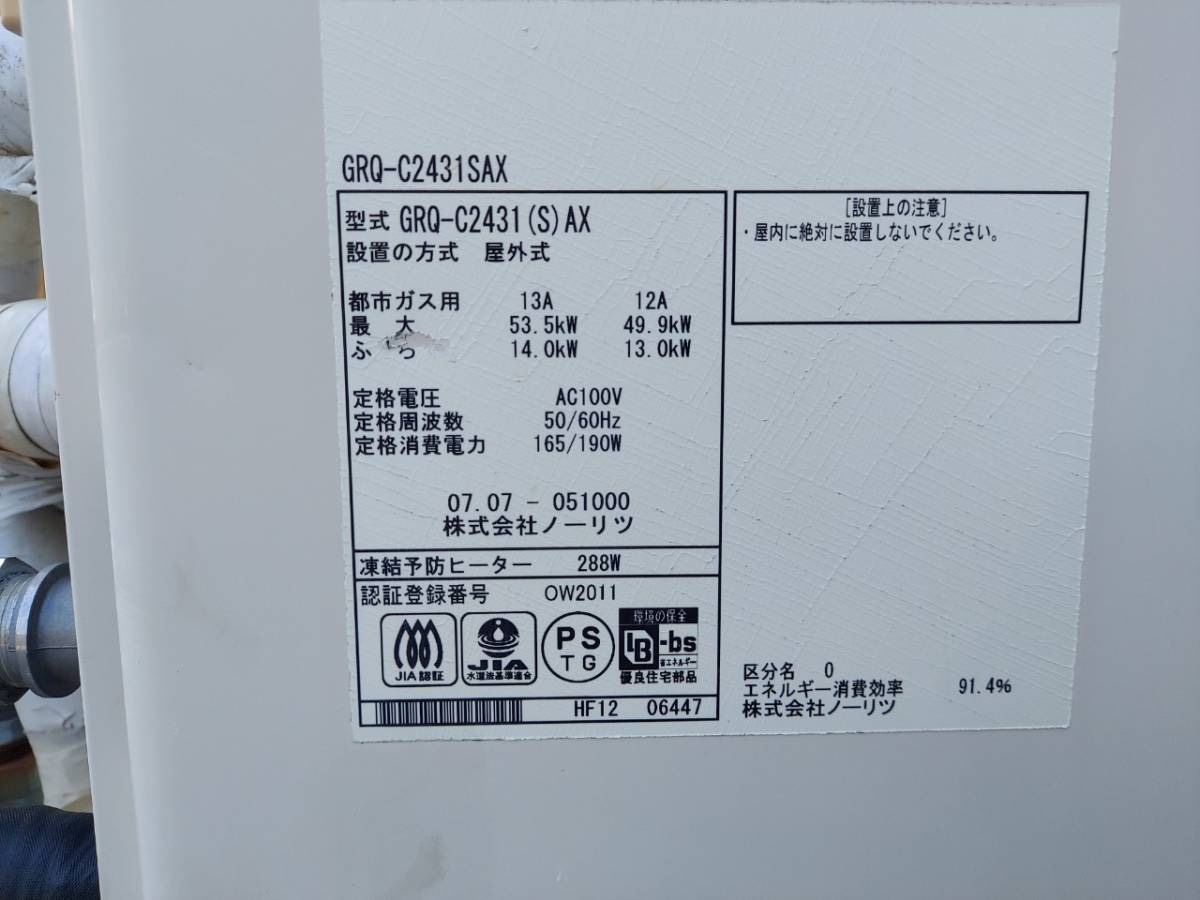 GRQ-C2431SAX
型式 GRQ-C2431(S)AX
設置の方式 屋外式
都市ガス用 13A 12A
最 大 53.5kW 49.9kW
ふ ろ 14.0kW 13.0kW
定格電圧 AC100V
定格周波数 50/60Hz
定格消費電力 165/190W
07.07 - 051000
株式会社ノーリツ
凍結予防ヒーター 288W
認証登録番号 OW2011
JIA認証
JIA
水道法基準適合
PS
TG
環境の保全
BL-bs
省エネルギー
優良住宅部品
HF12 06447
[設置上の注意]
・屋内に絶対に設置しないでください。
区分名 0
エネルギー消費効率 91.4%
株式会社ノーリツ